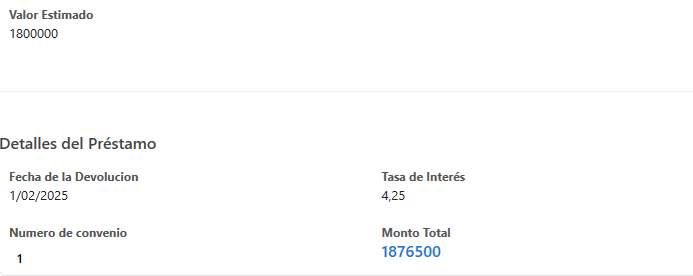 Valor Estimado
1800000
Detalles del Préstamo
Fecha de la Devolucion
1/02/2025
Tasa de Interés
4,25
Numero de convenio
1
Monto Total
1876500